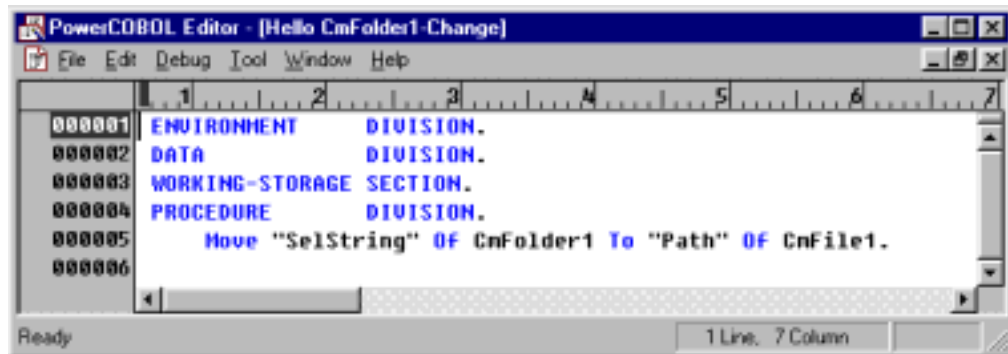 PowerCOBOL Editor - [Hello CmFolder1-Change]
File Edit Debug Tool Window Help
1 2 3 4 5 6 7
000001 ENVIRONMENT DIVISION.
000002 DATA DIVISION.
000003 WORKING-STORAGE SECTION.
000004 PROCEDURE DIVISION.
000005 Move "SelString" Of CmFolder1 To "Path" Of CmFile1.
000006
Ready 1 Line, 7 Column